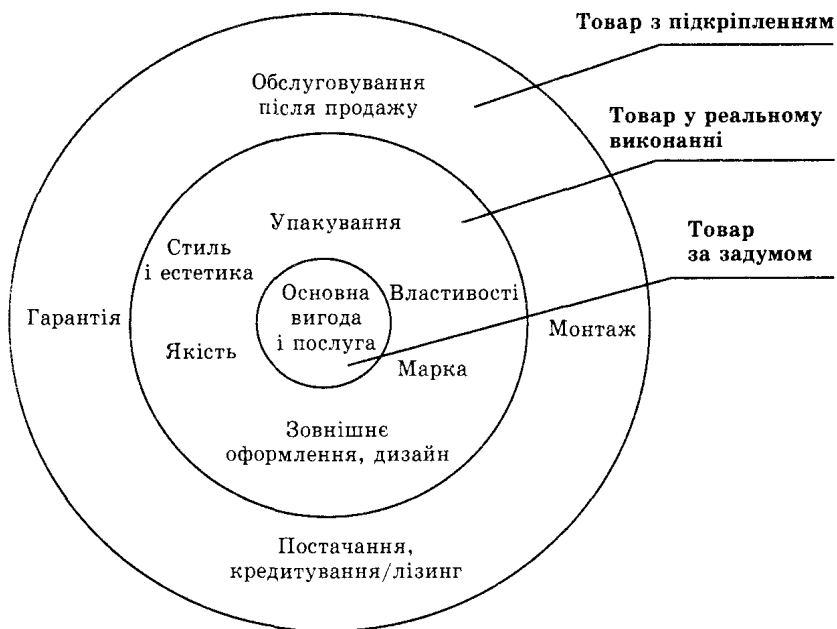 Товар з підкріпленням
Обслуговування
після продажу
Товар у реальному
виконанні
Упакування
Товар
за задумом
Стиль
і естетика
Основна
вигода
і послуга
Властивості
Гарантія
Монтаж
Якість
Марка
Зовнішнє
оформлення, дизайн
Постачання,
кредитування/лізинг